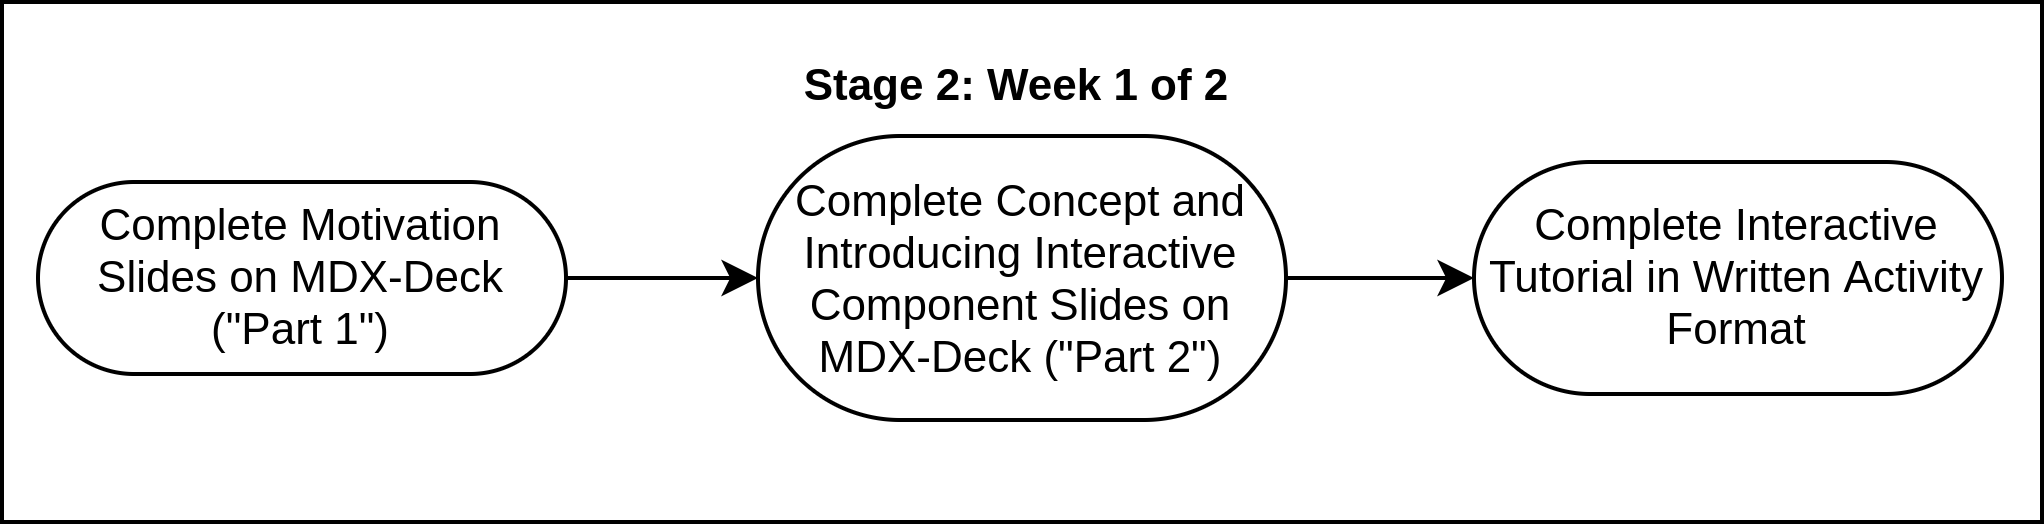 Stage 2: Week 1 of 2
Complete Motivation
Slides on MDX-Deck
("Part 1")
Complete Concept and
Introducing Interactive
Component Slides on
MDX-Deck ("Part 2")
Complete Interactive
Tutorial in Written Activity
Format